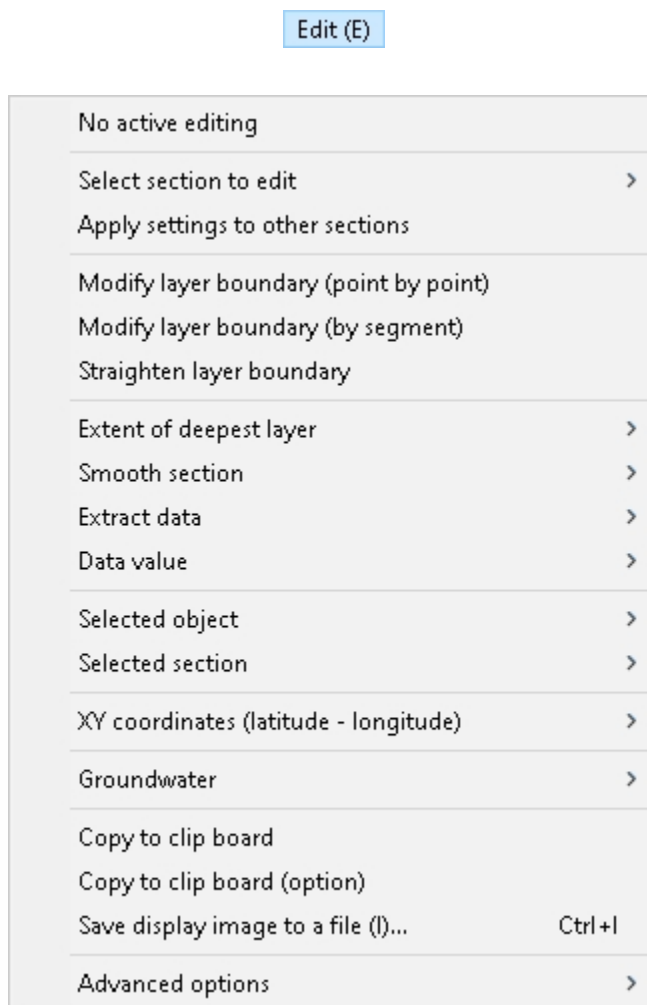 Edit (E)
No active editing
Select section to edit
Apply settings to other sections
Modify layer boundary (point by point)
Modify layer boundary (by segment)
Straighten layer boundary
Extent of deepest layer
Smooth section
Extract data
Data value
Selected object
Selected section
XY coordinates (latitude - longitude)
Groundwater
Copy to clip board
Copy to clip board (option)
Save display image to a file (I)... Ctrl+I
Advanced options